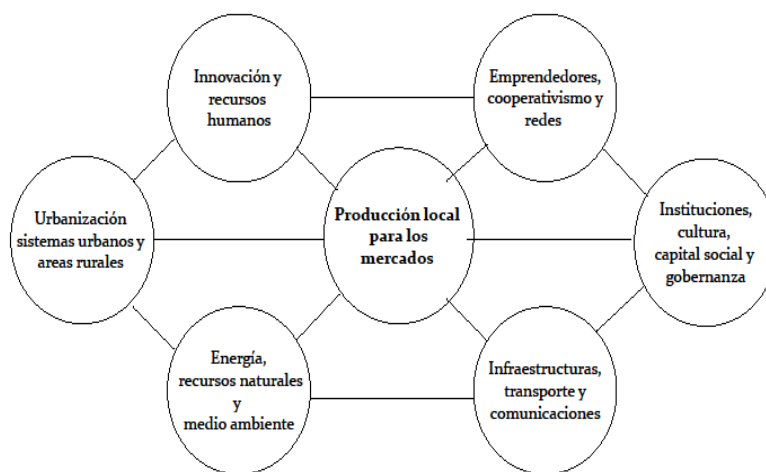 Innovación y
recursos
humanos
Emprendedores,
cooperativismo y
redes
Urbanización
sistemas urbanos y
areas rurales
Producción local
para los
mercados
Instituciones,
cultura,
capital social y
gobernanza
Energía,
recursos naturales
y
medio ambiente
Infraestructuras,
transporte y
comunicaciones